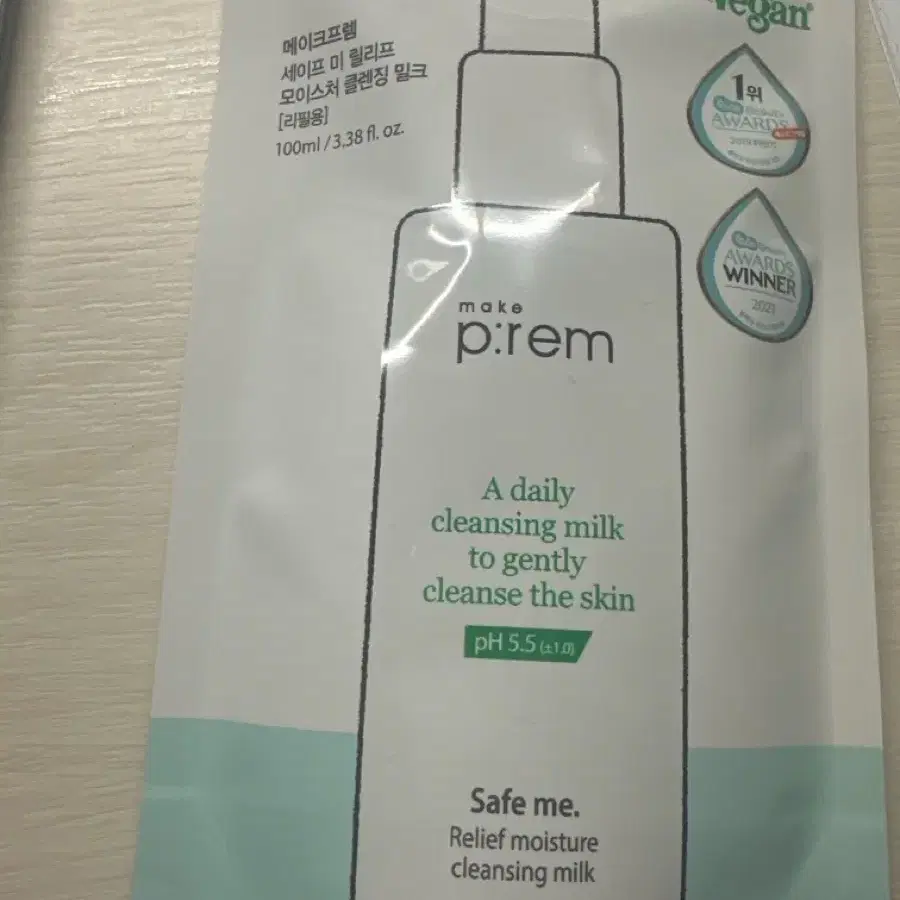 메이크프렘
세이프 미 릴리프
모이스처 클렌징 밀크
[리필용]
100ml / 3.38 fl. oz.
Vegan
1위
AWARDS
AWARDS
WINNER
2021
make
p:rem
A daily
cleansing milk
to gently
cleanse the skin
pH 5.5 (±1.0)
Safe me.
Relief moisture
cleansing milk